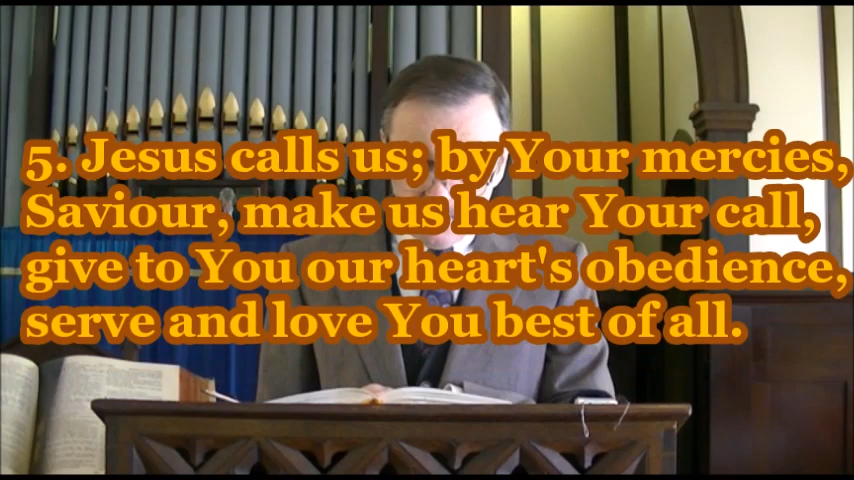 5. Jesus calls us; by Your mercies,
Saviour, make us hear Your call,
give to You our heart's obedience,
serve and love You best of all.